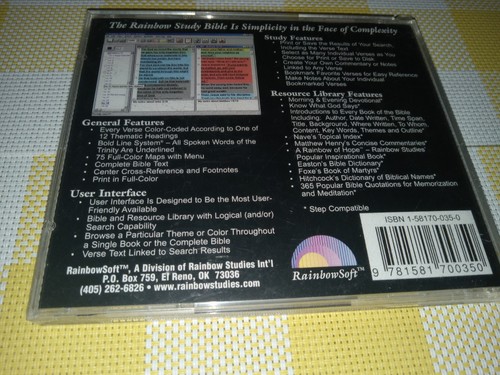 The Rainbow Study Bible Is Simplicity in the Face of Complexity
General Features
• Every Verse Color-Coded According to One of
12 Thematic Headings
• Bold Line System® – All Spoken Words of the
Trinity Are Underlined
• 75 Full-Color Maps with Menu
• Complete Bible Text
• Center Cross-Reference and Footnotes
• Print in Full-Color
User Interface
• User Interface Is Designed to Be the Most User-
Friendly Available
• Bible and Resource Library with Logical (and/or)
Search Capability
• Browse a Particular Theme or Color Throughout
a Single Book or the Complete Bible
• Verse Text Linked to Search Results
Study Features
• Print or Save the Results of Your Search,
Including the Verse Text
• Select as Many Individual Verses as You
Choose for Print or Save to Disk
• Create Your Own Commentary or Notes
Linked to Any Verse
• Bookmark Favorite Verses for Easy Reference
• Make Notes About Your Individual
Bookmarked Verses
Resource Library Features
• Morning & Evening Devotional*
• Know What God Says*
• Introductions to Every Book of the Bible
Including: Author, Date Written, Time Span,
Title, Background, Where Written, To Whom,
Content, Key Words, Themes and Outline*
• Nave's Topical Index*
• Matthew Henry's Concise Commentaries*
• A Rainbow of Hope™ – Rainbow Studies'
Popular Inspirational Book*
• Easton's Bible Dictionary*
• Foxe's Book of Martyrs*
• Hitchcock's Dictionary of Biblical Names*
• 365 Popular Bible Quotations for Memorization
and Meditation*
* Step Compatible
RainbowSoft™, A Division of Rainbow Studies Int'l
P.O. Box 759, El Reno, OK 73036
(405) 262-6826 • www.rainbowstudies.com
RainbowSoft™
ISBN 1-58170-035-0
9 781581 700350